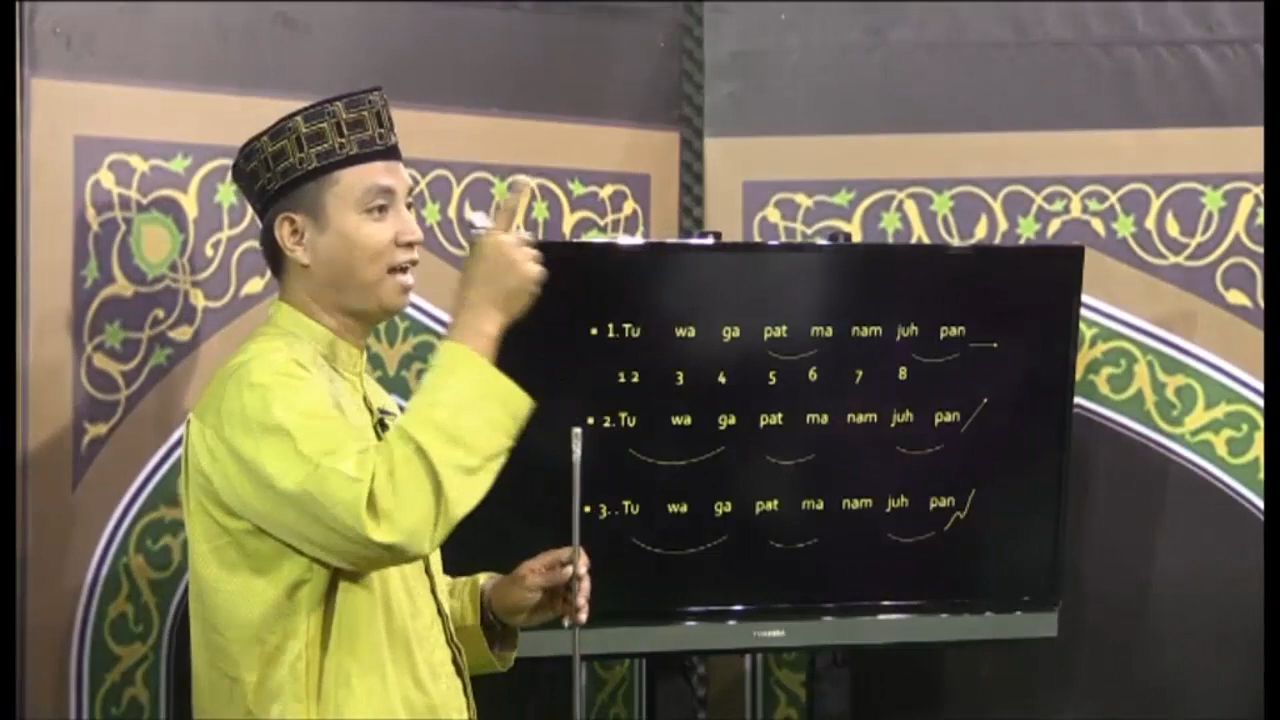 ▪ 1. Tu wa ga pat ma nam juh pan
1 2 3 4 5 6 7 8
▪ 2. Tu wa ga pat ma nam juh pan
▪ 3. . Tu wa ga pat ma nam juh pan
TOSHIBA